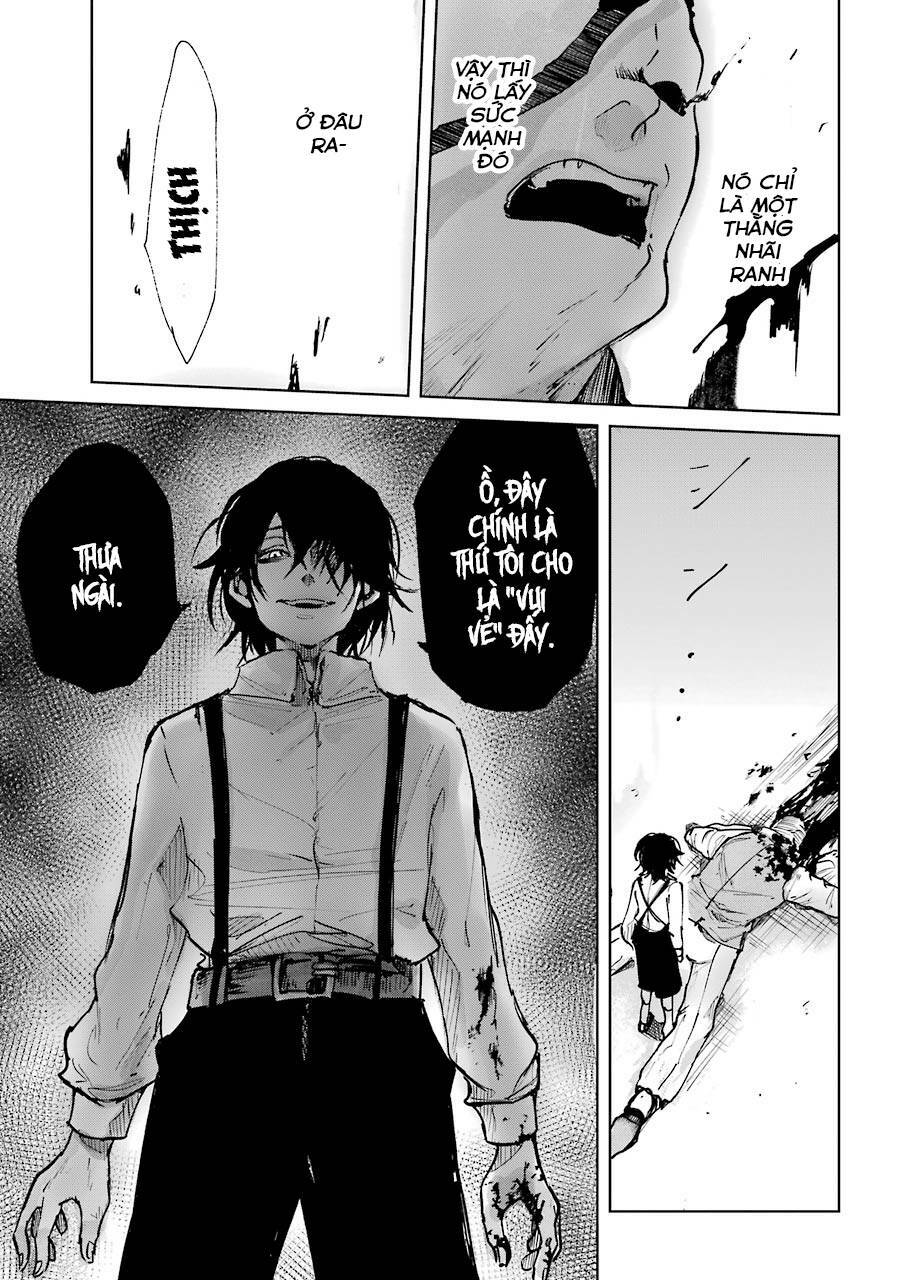 NÓ CHỈ
LÀ MỘT
THẰNG
NHÃI
RANH
VẬY THÌ
NÓ LẤY
SỨC
MẠNH
ĐÓ
Ở ĐÂU
RA-
THỊCH
Ồ, ĐÂY
CHÍNH LÀ
THỨ TÔI CHO
LÀ "VUI
VẺ" ĐẤY.
THƯA
NGÀI.